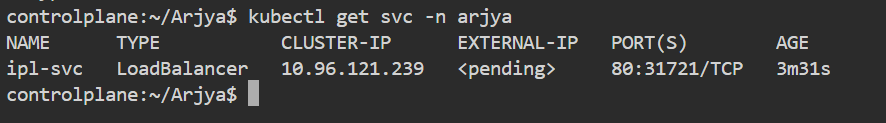 controlplane:~/Arjya$ kubectl get svc -n arjya
NAME TYPE CLUSTER-IP EXTERNAL-IP PORT(S) AGE
ipl-svc LoadBalancer 10.96.121.239 <pending> 80:31721/TCP 3m31s
controlplane:~/Arjya$